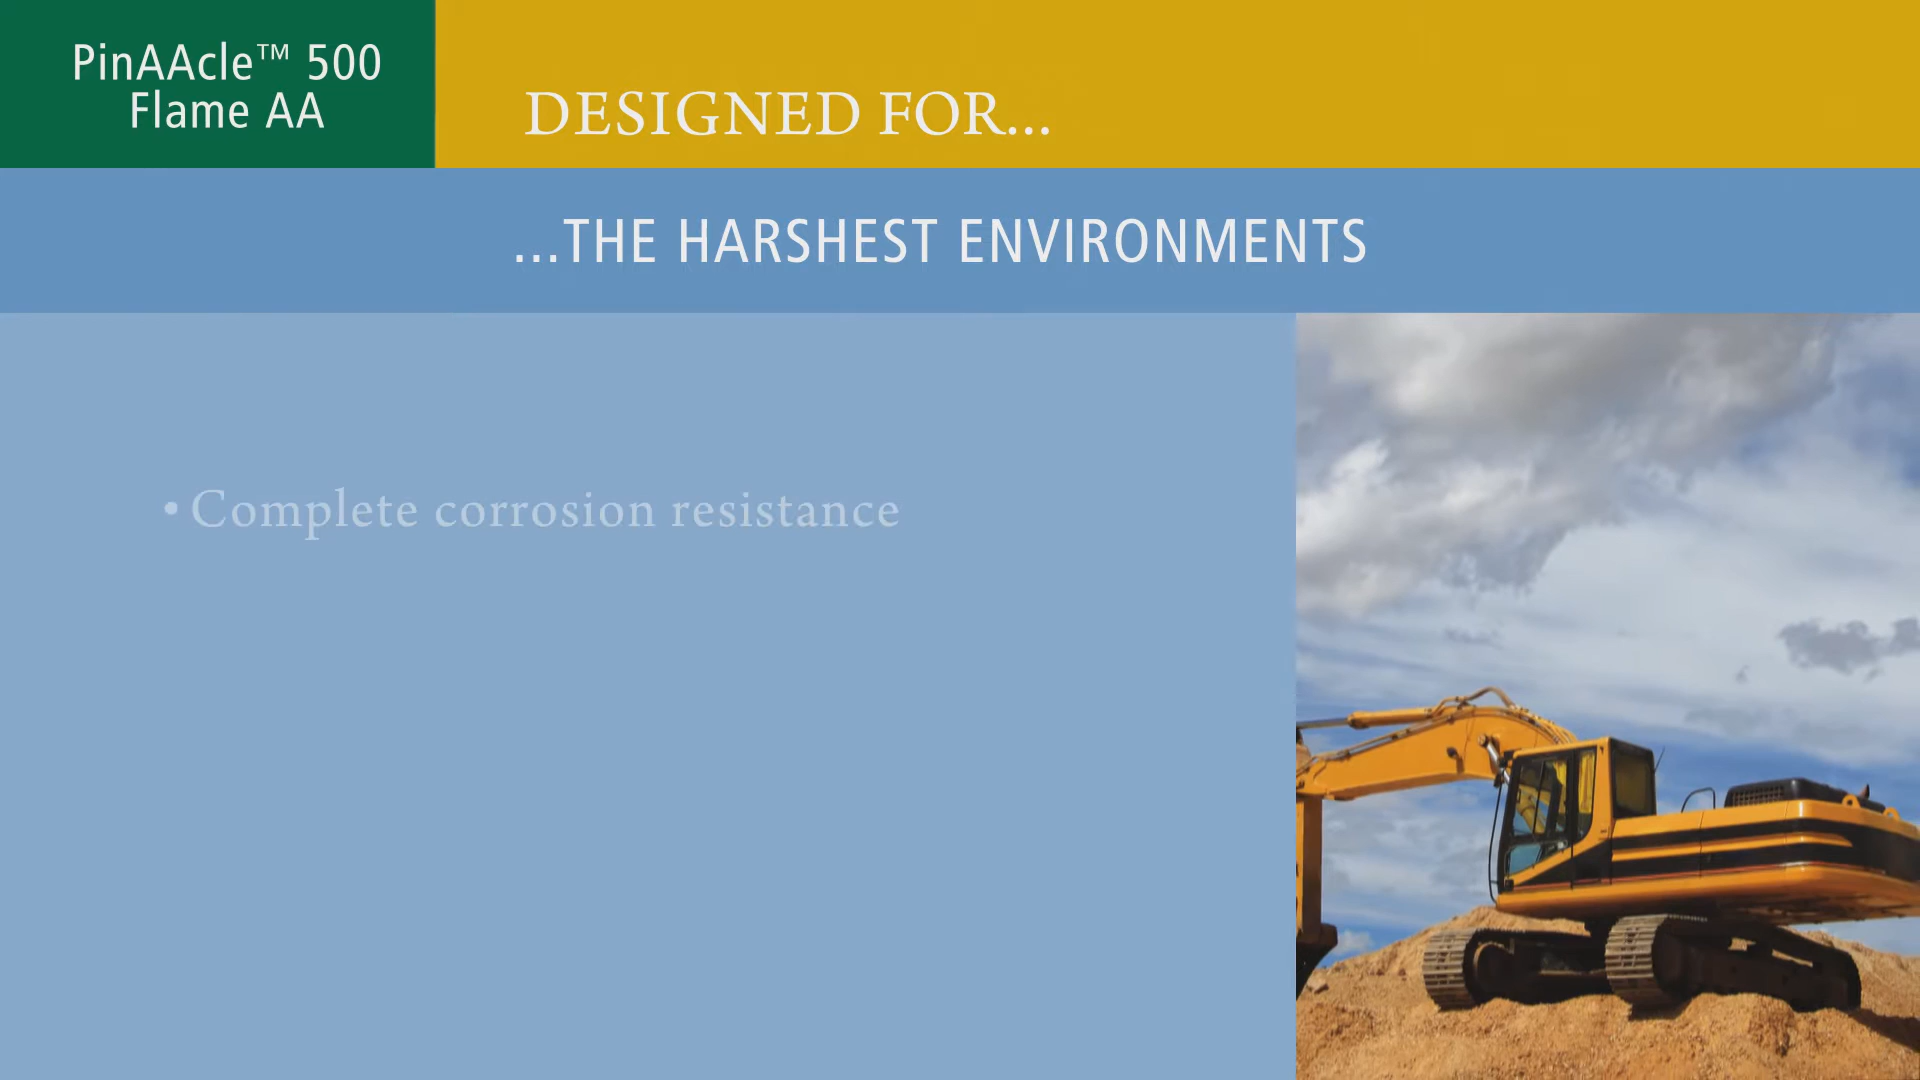 PinAAcle™ 500
Flame AA
DESIGNED FOR...
...THE HARSHEST ENVIRONMENTS
• Complete corrosion resistance